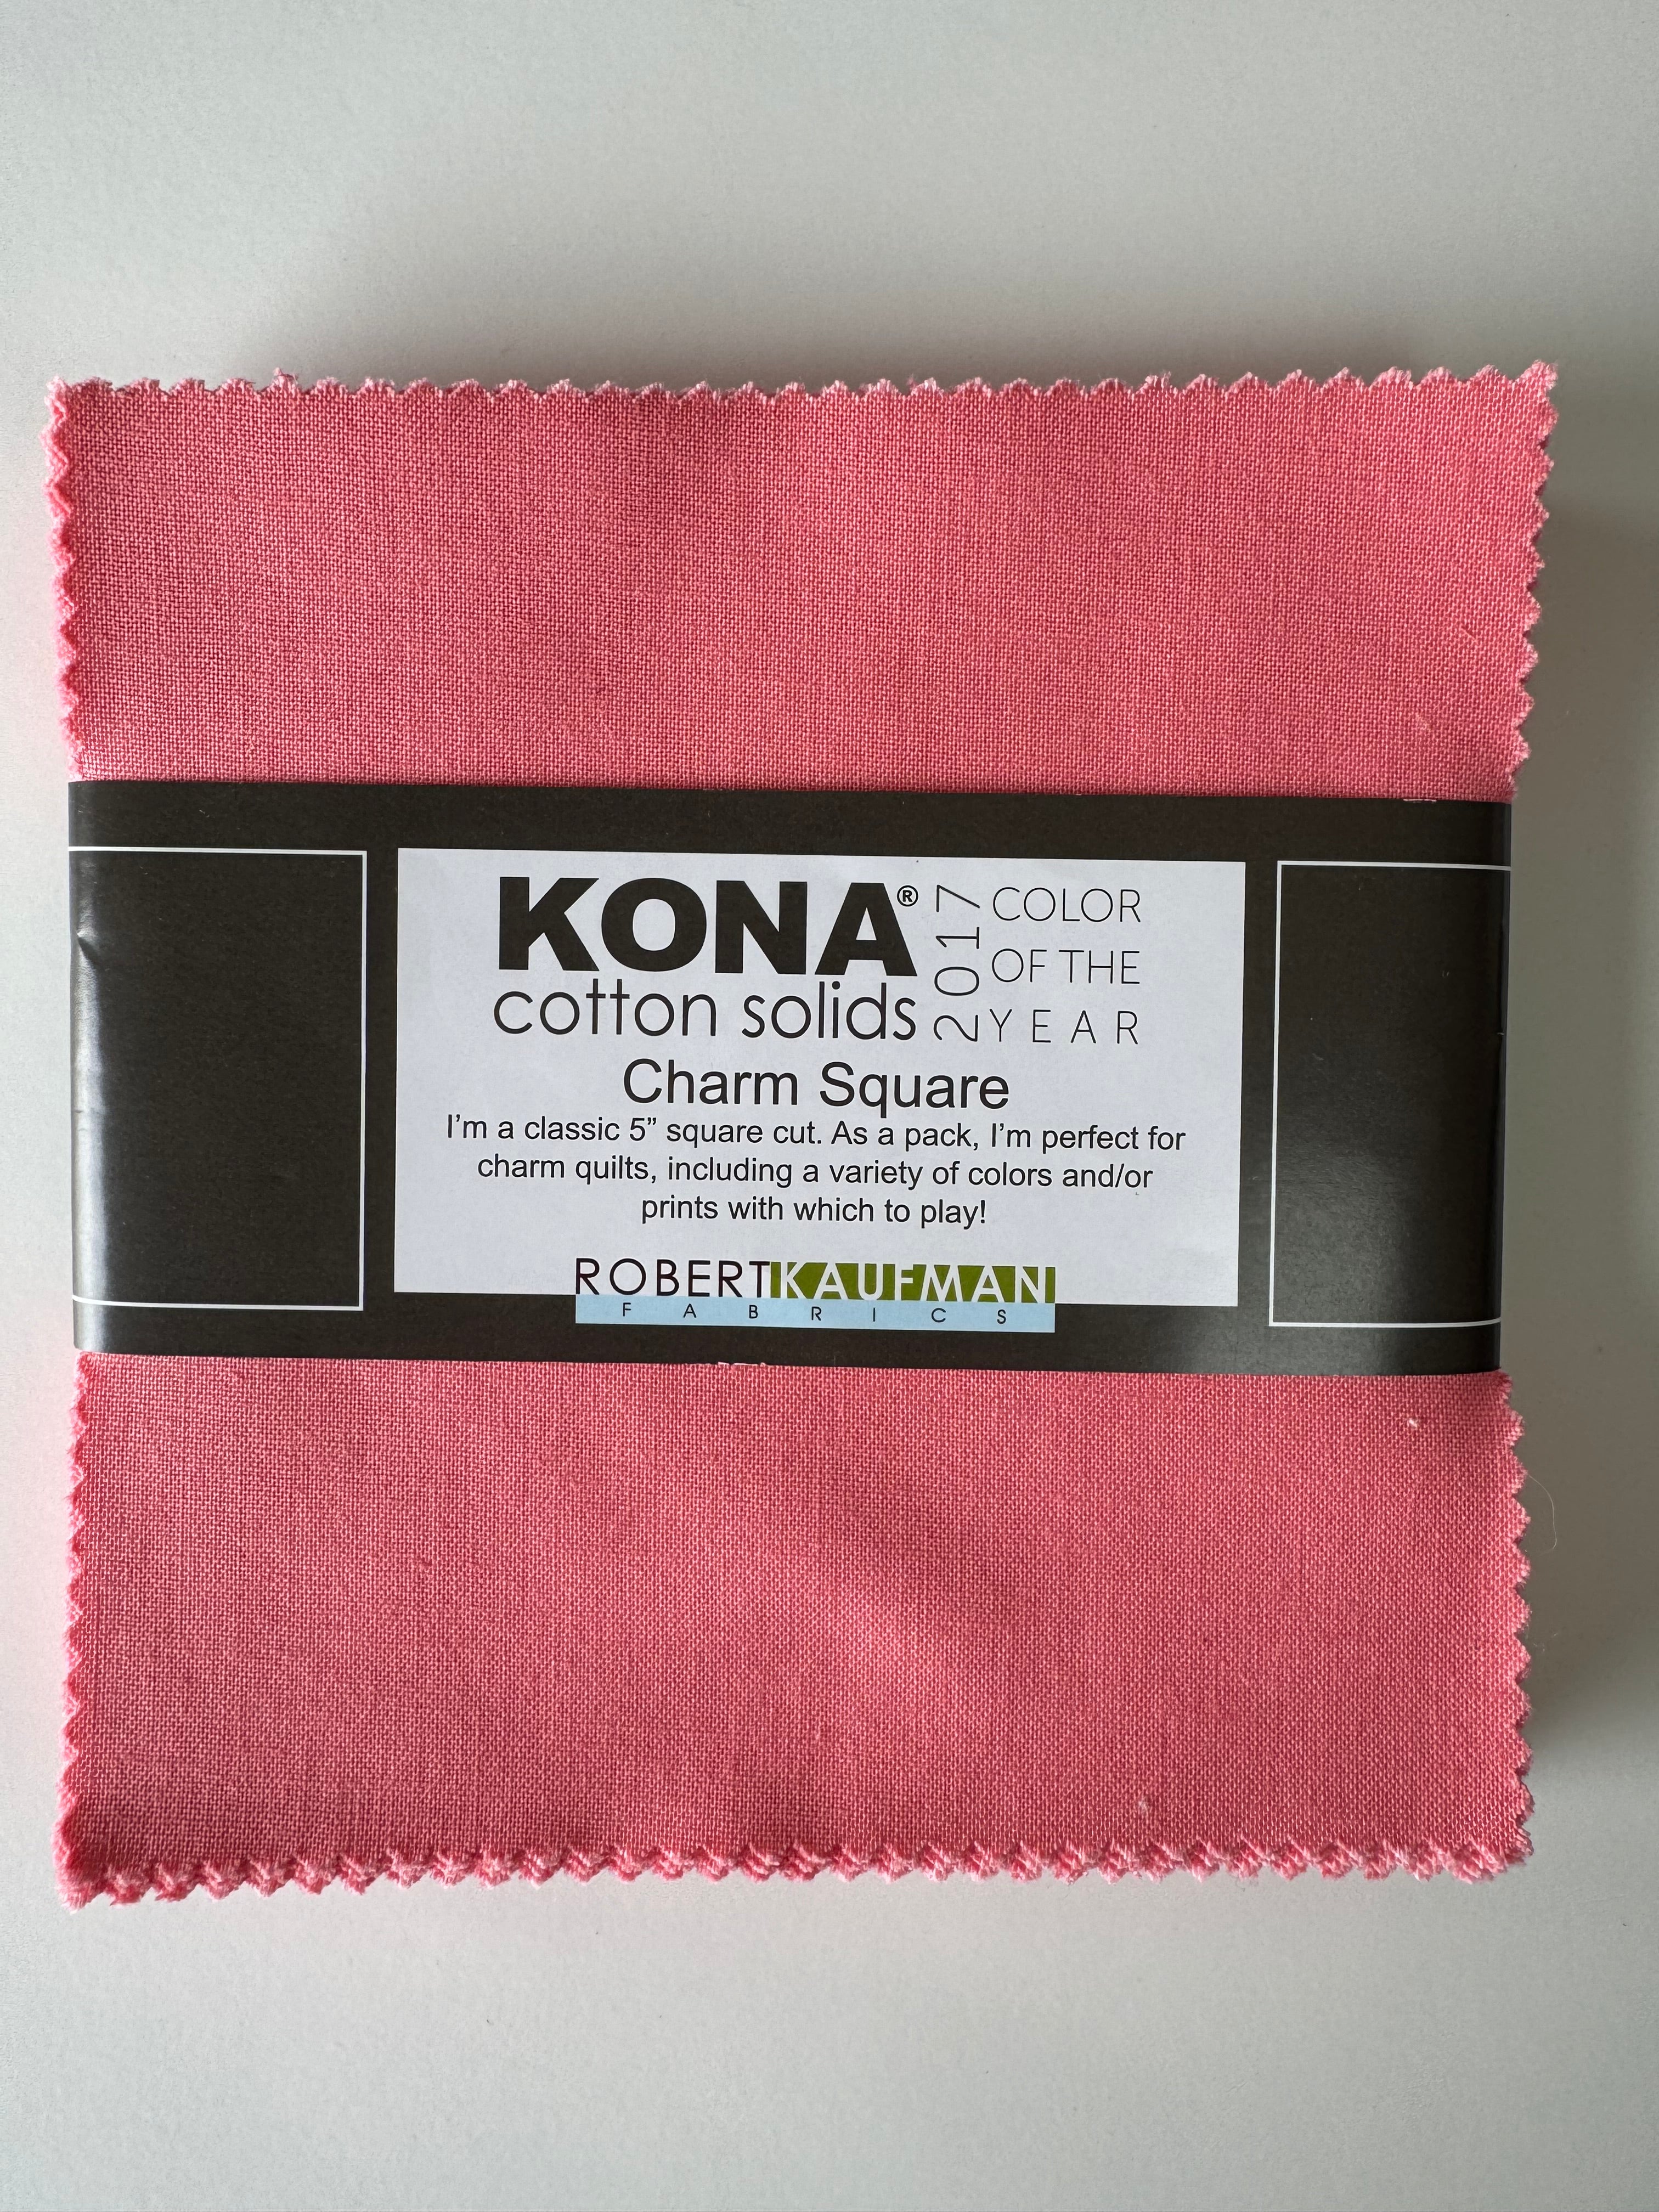 KONA® 2017 COLOR
OF THE
YEAR
cotton solids
Charm Square
I'm a classic 5” square cut. As a pack, I'm perfect for
charm quilts, including a variety of colors and/or
prints with which to play!
ROBERTKAUFMAN
FABRICS